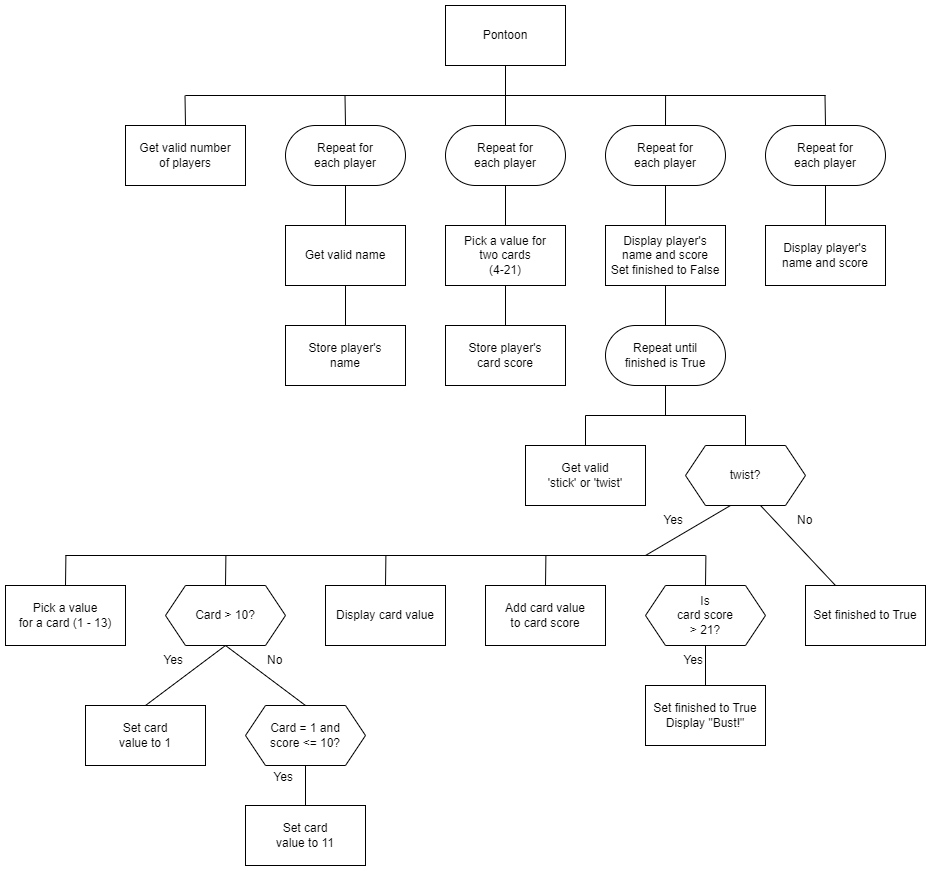 Pontoon
Get valid number
of players
Repeat for
each player
Repeat for
each player
Repeat for
each player
Repeat for
each player
Get valid name
Pick a value for
two cards
(4-21)
Display player's
name and score
Set finished to False
Display player's
name and score
Store player's
name
Store player's
card score
Repeat until
finished is True
Get valid
'stick' or 'twist'
twist?
Yes
No
Pick a value
for a card (1 - 13)
Card > 10?
Display card value
Add card value
to card score
Is
card score
> 21?
Set finished to True
Yes
No
Yes
Set card
value to 1
Card = 1 and
score <= 10?
Set finished to True
Display "Bust!"
Yes
Set card
value to 11